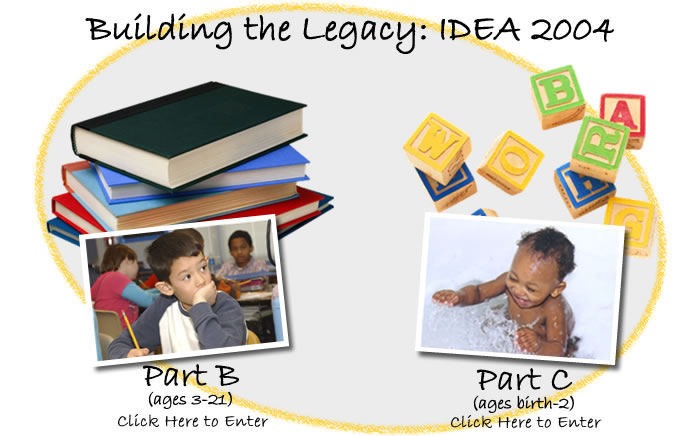 Building the Legacy: IDEA 2004
B
A
W
O
R
G
Part B
(ages 3-21)
Click Here to Enter
Part C
(ages birth-2)
Click Here to Enter